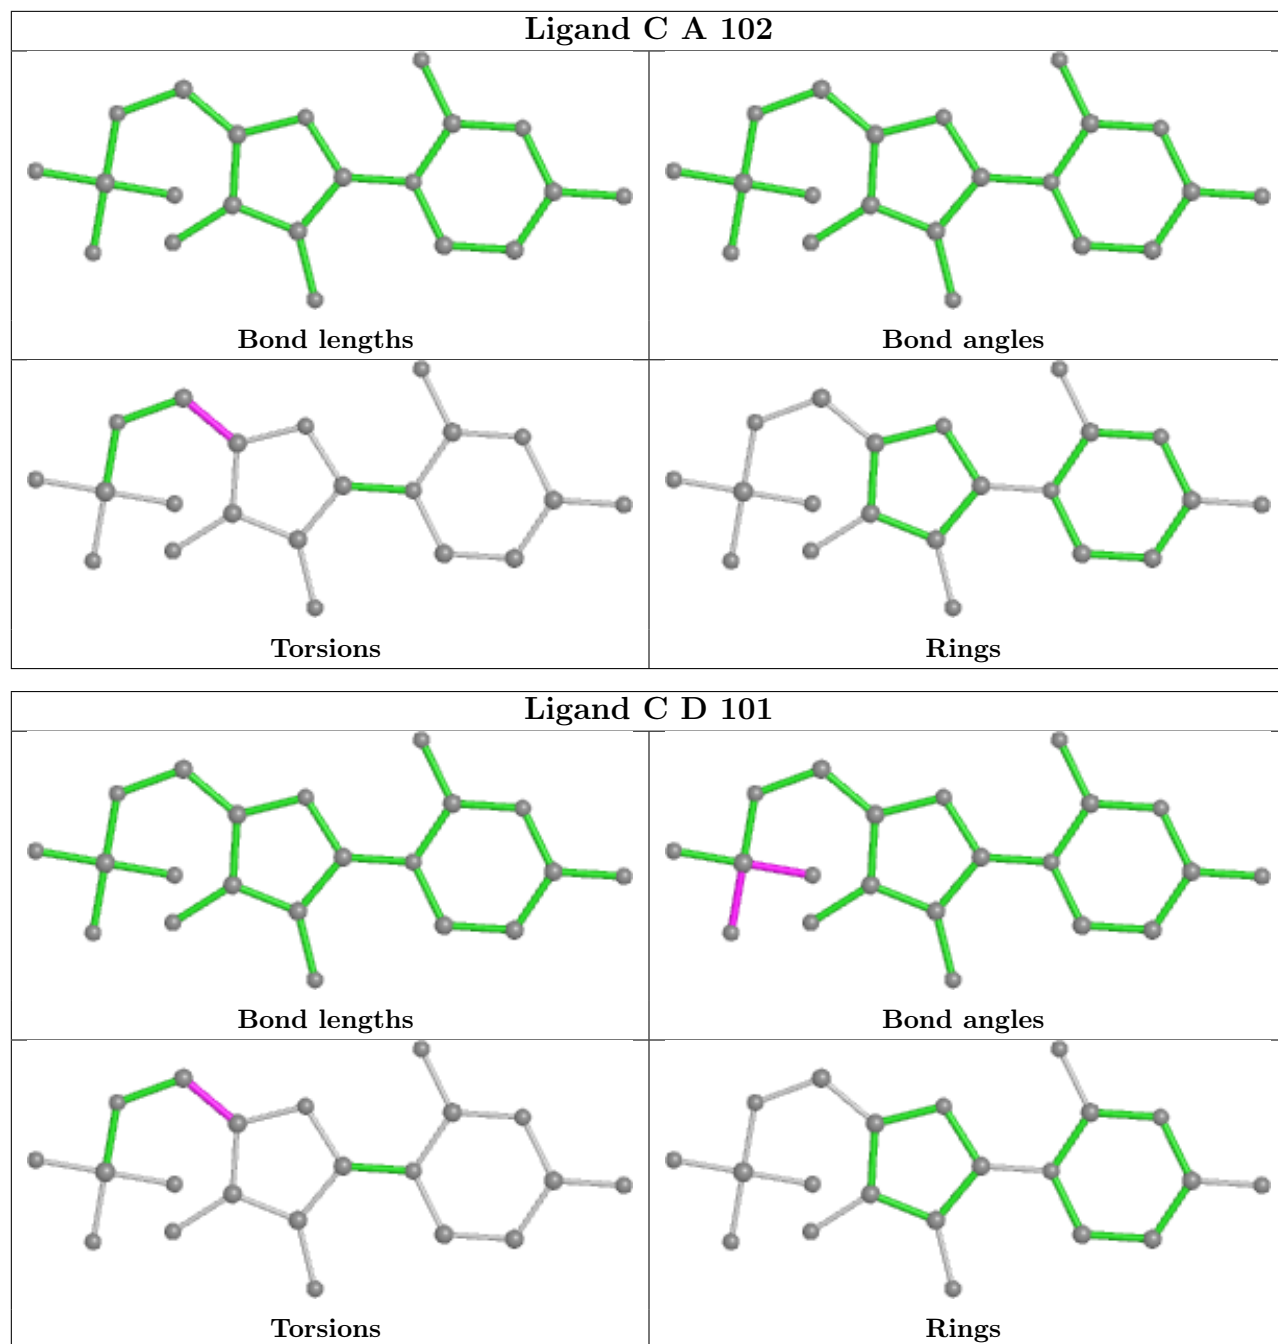 Ligand C A 102
Bond lengths
Bond angles
Torsions
Rings
Ligand C D 101
Bond lengths
Bond angles
Torsions
Rings